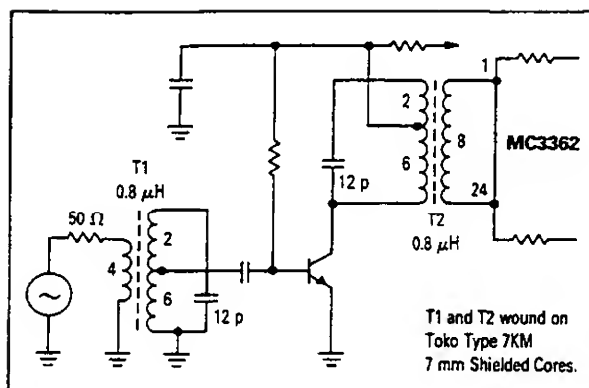 1
2
8
MC3362
6
12 p
24
T2
0.8 μH
T1
0.8 μH
50 Ω
4
2
6
12 p
T1 and T2 wound on
Toko Type 7KM
7 mm Shielded Cores.